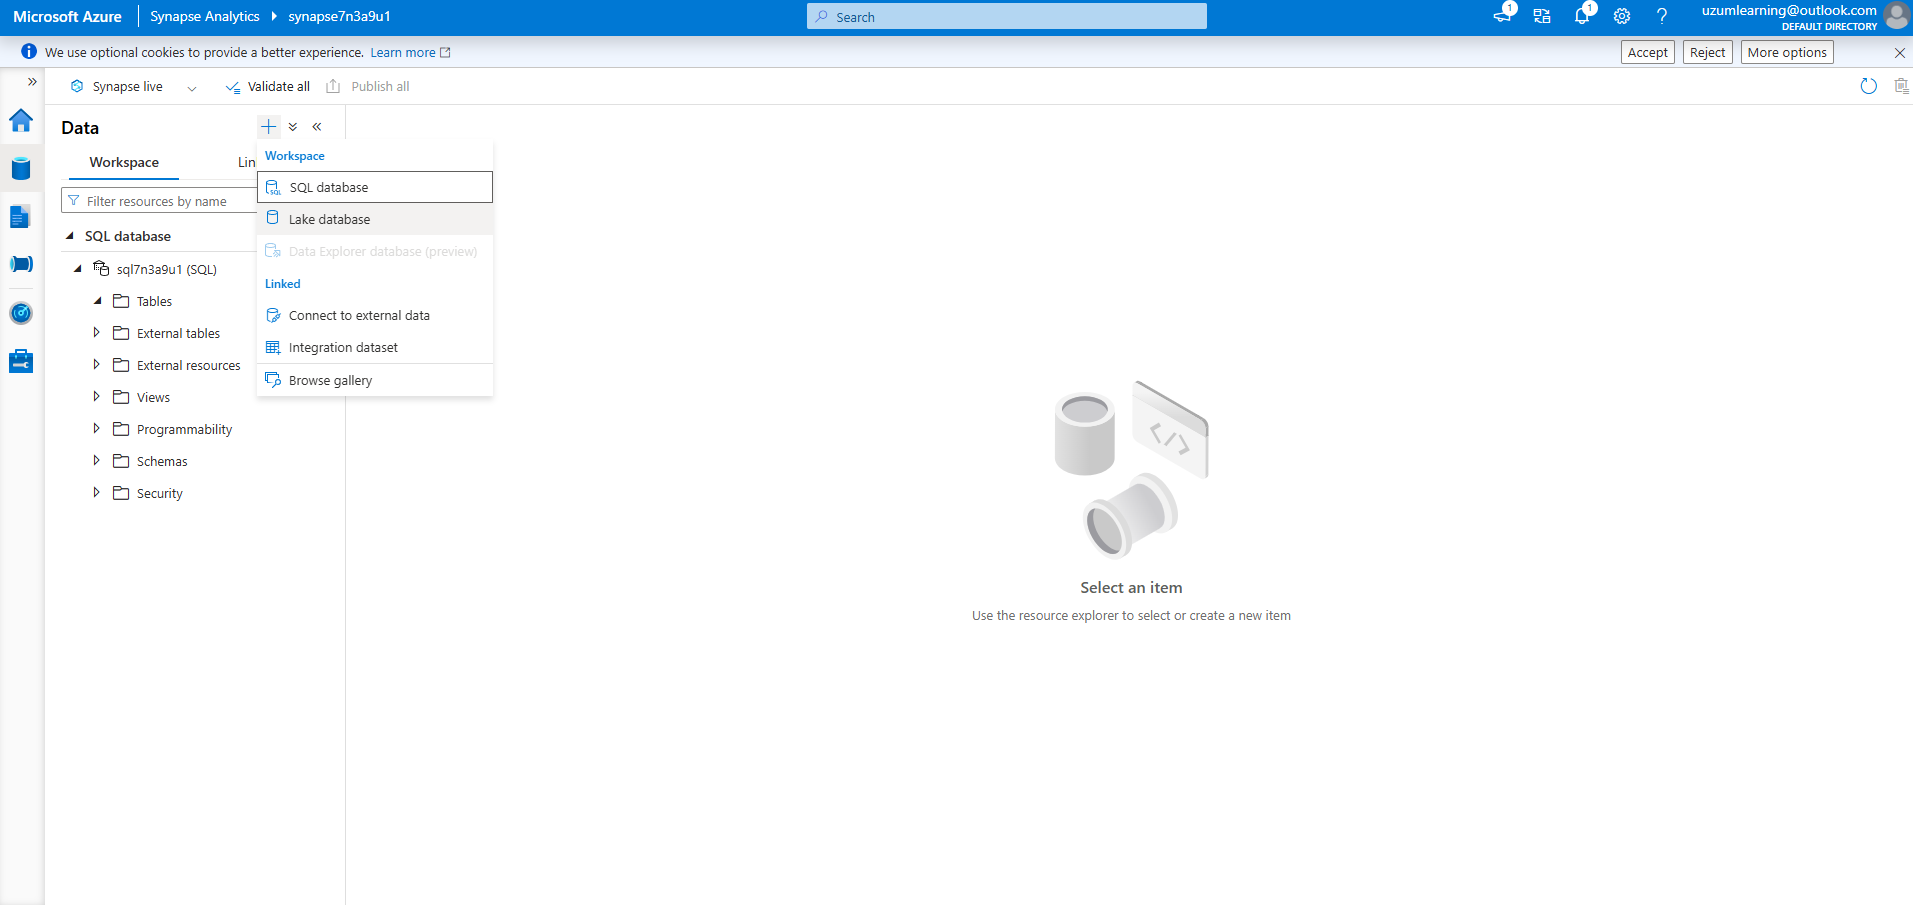 Microsoft Azure
Synapse Analytics
synapse7n3a9u1
Search
1
1
uzumlearning@outlook.com
DEFAULT DIRECTORY
We use optional cookies to provide a better experience. Learn more
Accept
Reject
More options
Synapse live
Validate all
Publish all
Data
Workspace
Lin
Filter resources by name
SQL database
sql7n3a9u1 (SQL)
Tables
External tables
External resources
Views
Programmability
Schemas
Security
Workspace
SQL database
Lake database
Data Explorer database (preview)
Linked
Connect to external data
Integration dataset
Browse gallery
Select an item
Use the resource explorer to select or create a new item